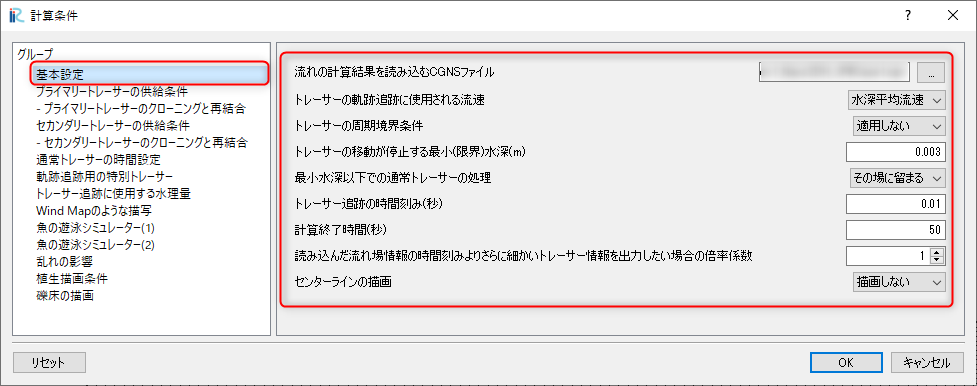 計算条件
グループ
基本設定
プライマリートレーサーの供給条件
- プライマリートレーサーのクローニングと再結合
セカンダリートレーサーの供給条件
- セカンダリートレーサーのクローニングと再結合
通常トレーサーの時間設定
軌跡追跡用の特別トレーサー
トレーサー追跡に使用する水理量
Wind Mapのような描写
魚の遊泳シミュレーター(1)
魚の遊泳シミュレーター(2)
乱れの影響
植生描画条件
礫床の描画
流れの計算結果を読み込むCGNSファイル ...
トレーサーの軌跡追跡に使用される流速 水深平均流速
トレーサーの周期境界条件 適用しない
トレーサーの移動が停止する最小(限界)水深(m) 0.003
最小水深以下での通常トレーサーの処理 その場に留まる
トレーサー追跡の時間刻み(秒) 0.01
計算終了時間(秒) 50
読み込んだ流れ場情報の時間刻みよりさらに細かいトレーサー情報を出力したい場合の倍率係数 1
センターラインの描画 描画しない
リセット OK キャンセル